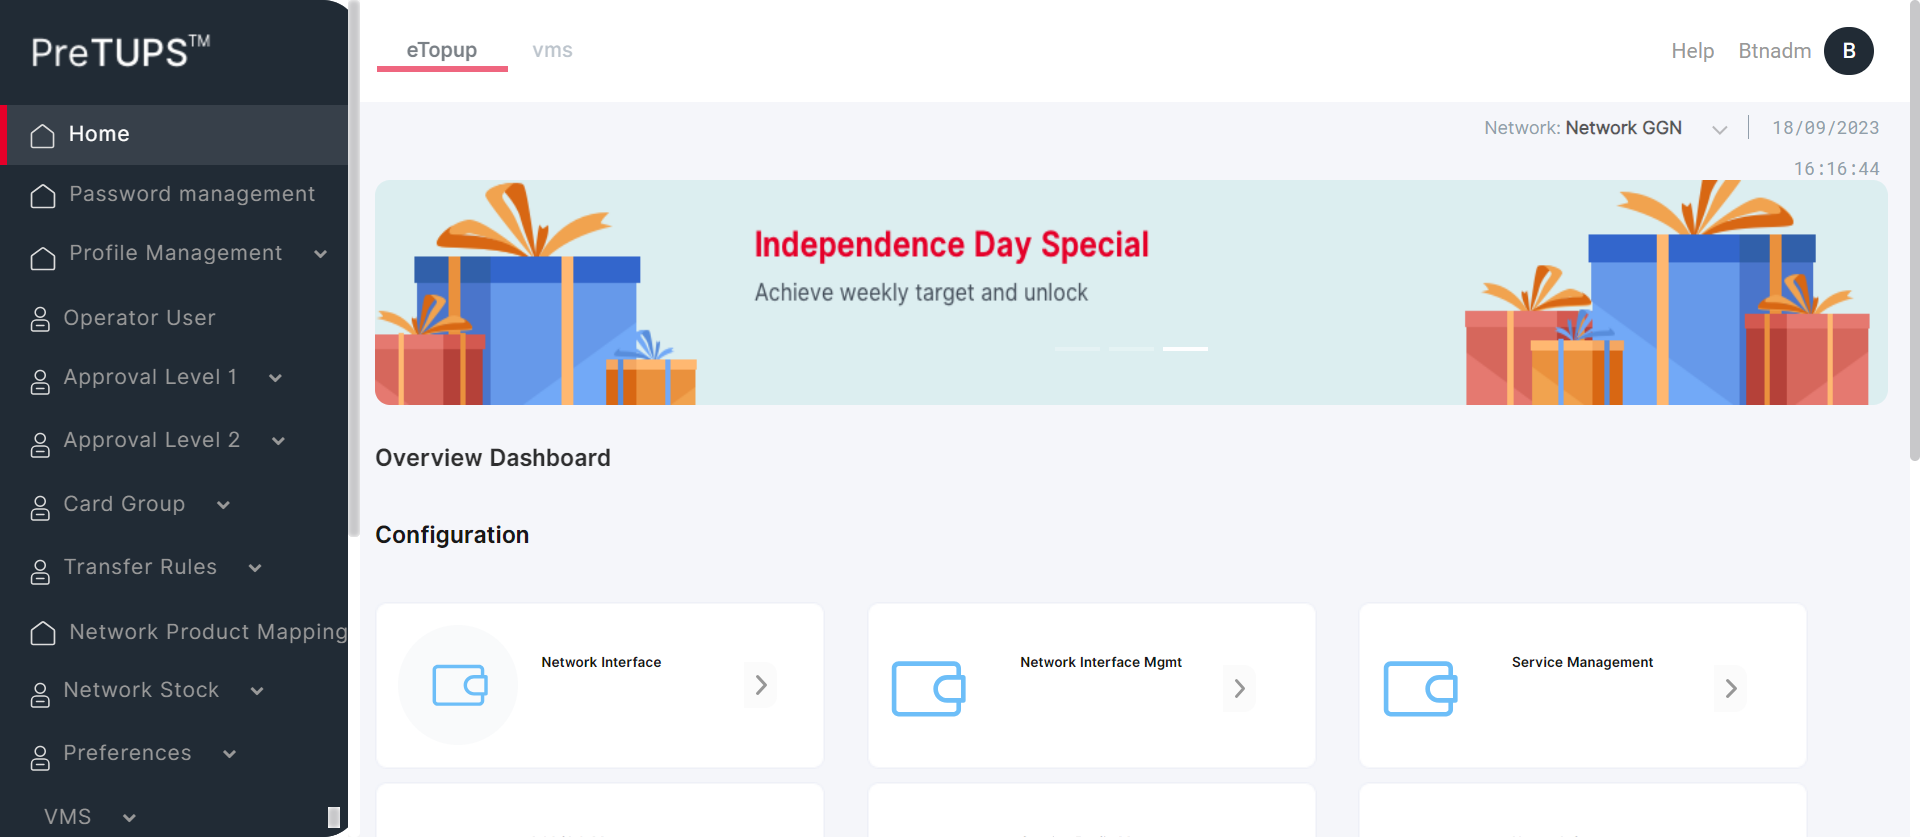 PreTUPS™
Home
Password management
Profile Management
Operator User
Approval Level 1
Approval Level 2
Card Group
Transfer Rules
Network Product Mapping
Network Stock
Preferences
VMS
eTopup
vms
Help
Btnadm
B
Network: Network GGN
18/09/2023
16:16:44
Independence Day Special
Achieve weekly target and unlock
Overview Dashboard
Configuration
Network Interface
Network Interface Mgmt
Service Management